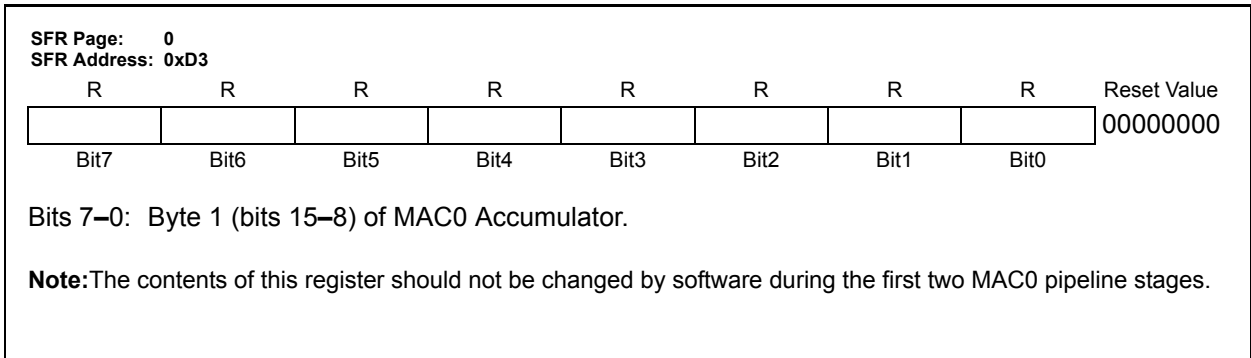 SFR Page: 0
SFR Address: 0xD3
R R R R R R R R Reset Value
00000000
Bit7 Bit6 Bit5 Bit4 Bit3 Bit2 Bit1 Bit0
Bits 7–0: Byte 1 (bits 15–8) of MAC0 Accumulator.
Note:The contents of this register should not be changed by software during the first two MAC0 pipeline stages.